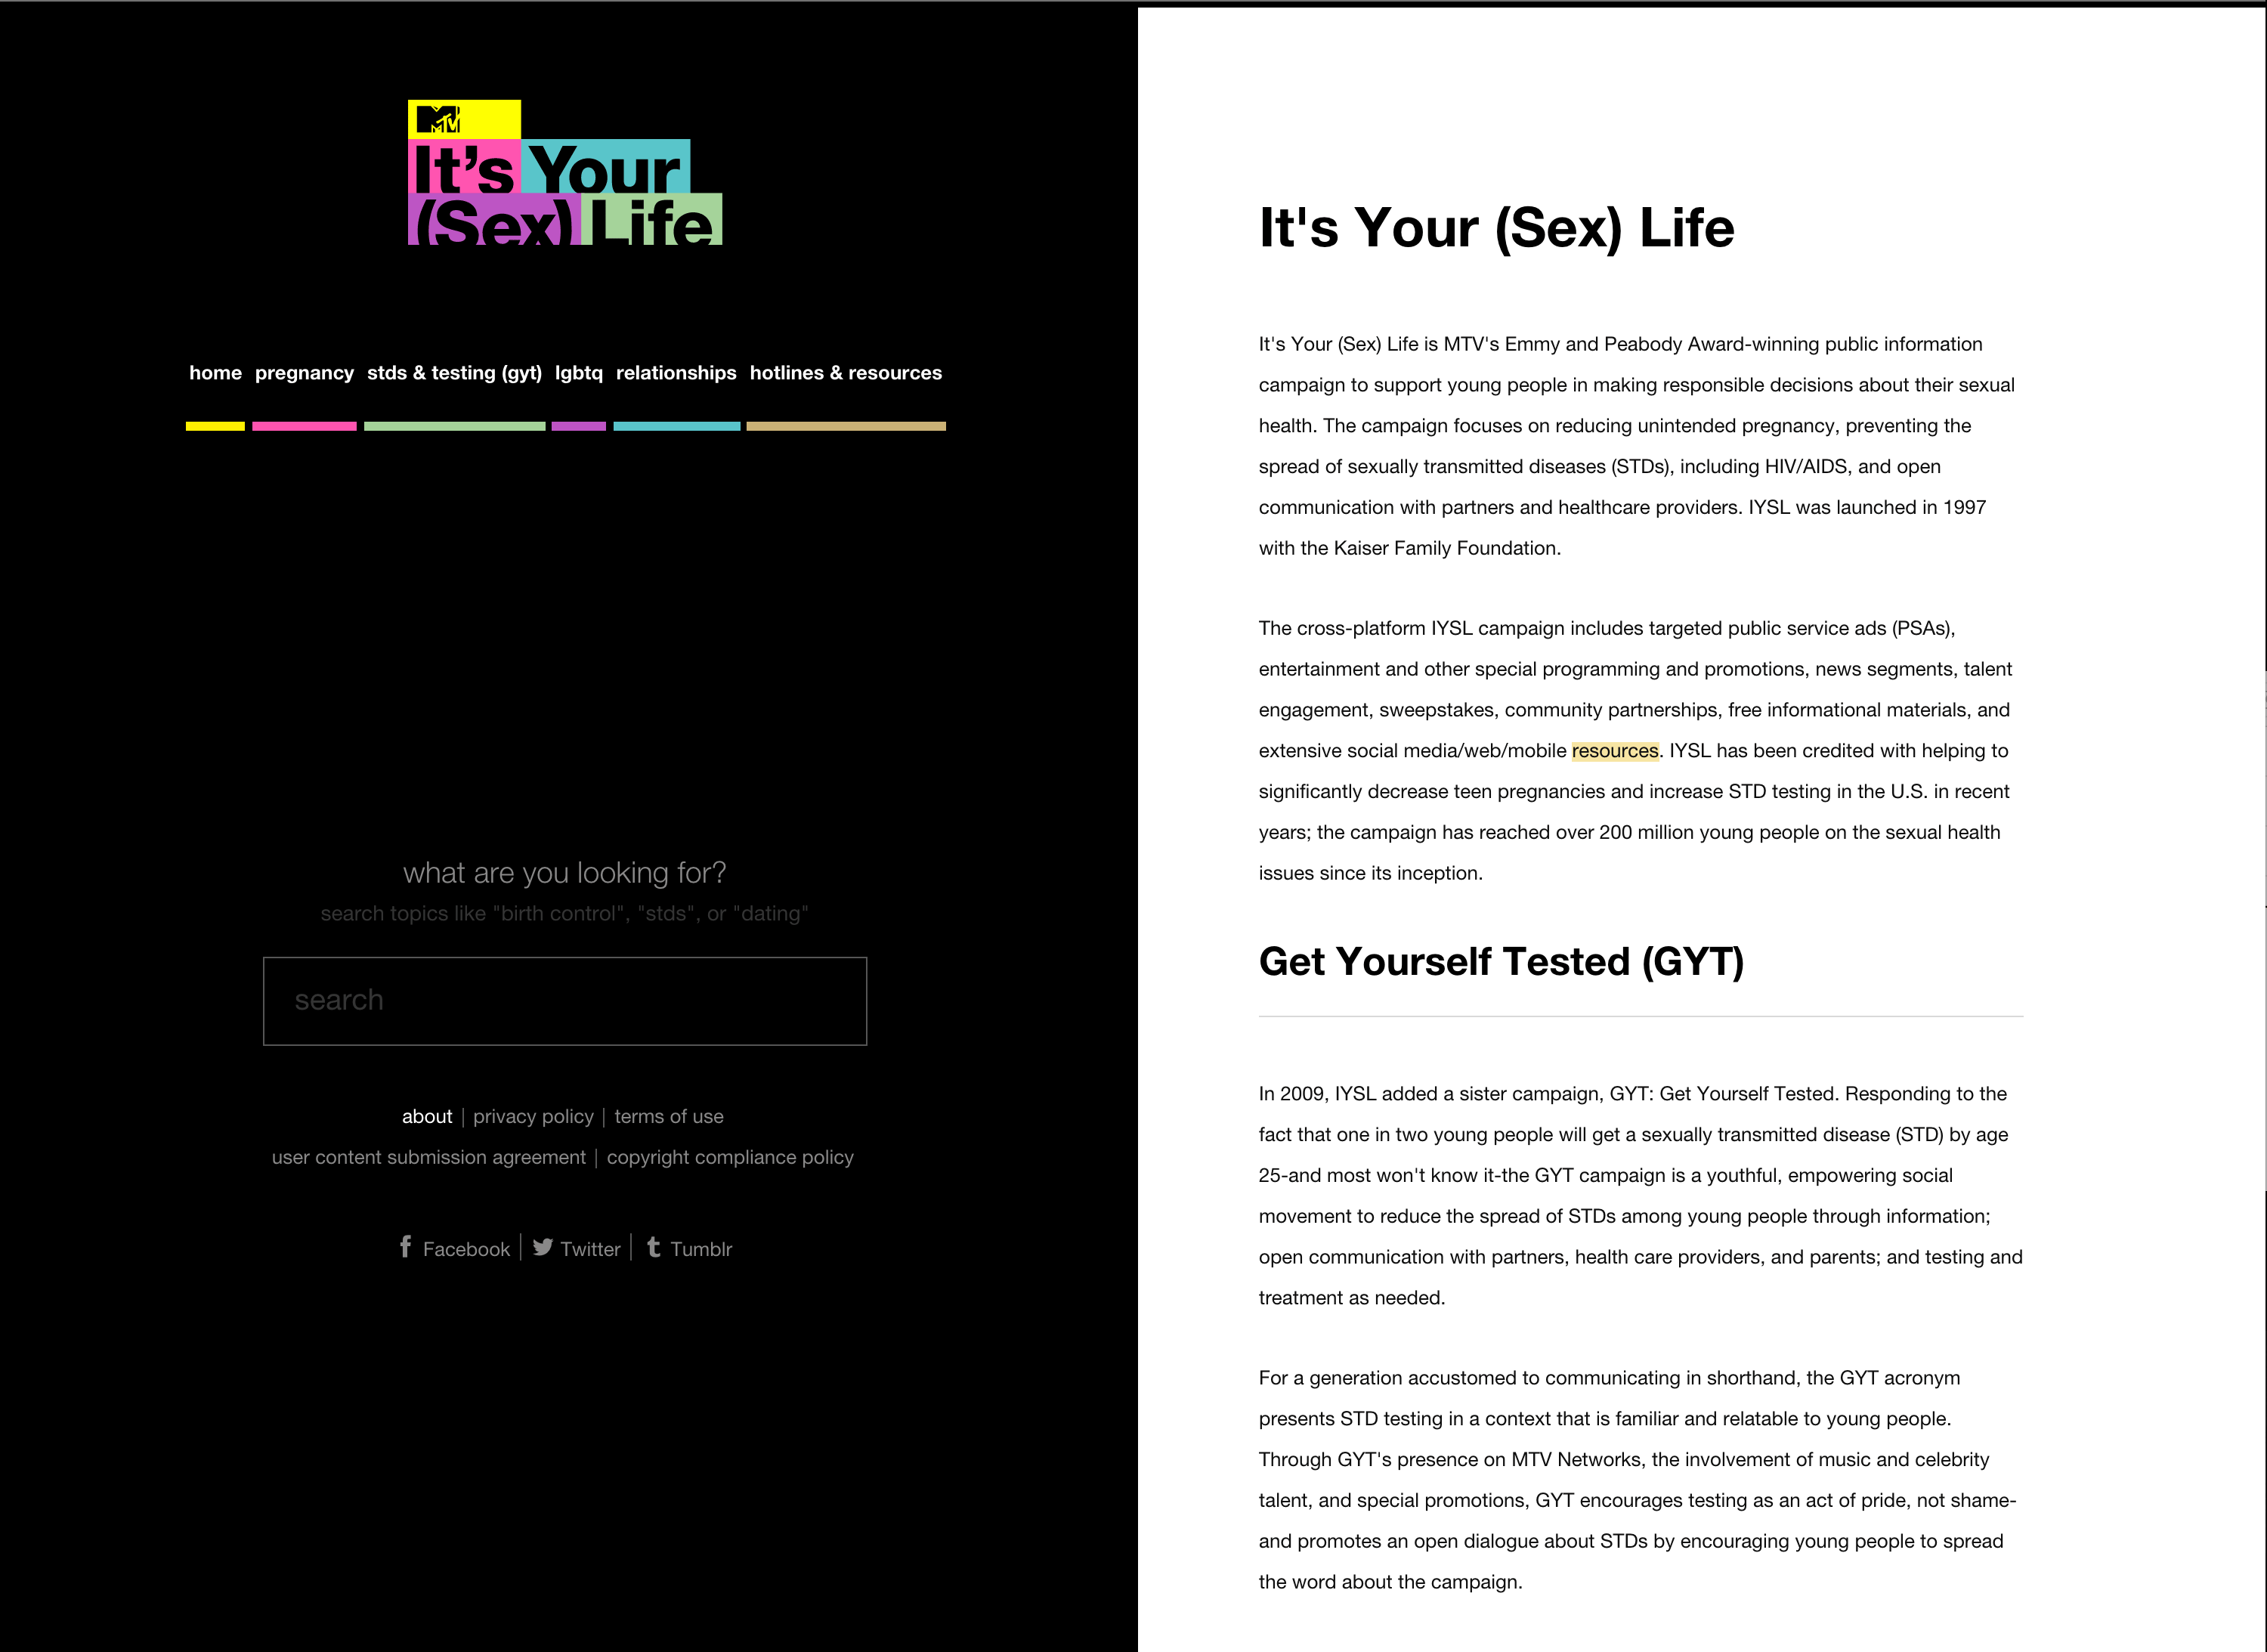 MTV
It's Your
(Sex) Life
home pregnancy stds & testing (gyt) lgbtq relationships hotlines & resources
what are you looking for?
search topics like "birth control", "stds", or "dating"
search
about | privacy policy | terms of use
user content submission agreement | copyright compliance policy
Facebook | Twitter | Tumblr
It's Your (Sex) Life
It's Your (Sex) Life is MTV's Emmy and Peabody Award-winning public information
campaign to support young people in making responsible decisions about their sexual
health. The campaign focuses on reducing unintended pregnancy, preventing the
spread of sexually transmitted diseases (STDs), including HIV/AIDS, and open
communication with partners and healthcare providers. IYSL was launched in 1997
with the Kaiser Family Foundation.
The cross-platform IYSL campaign includes targeted public service ads (PSAs),
entertainment and other special programming and promotions, news segments, talent
engagement, sweepstakes, community partnerships, free informational materials, and
extensive social media/web/mobile resources. IYSL has been credited with helping to
significantly decrease teen pregnancies and increase STD testing in the U.S. in recent
years; the campaign has reached over 200 million young people on the sexual health
issues since its inception.
Get Yourself Tested (GYT)
In 2009, IYSL added a sister campaign, GYT: Get Yourself Tested. Responding to the
fact that one in two young people will get a sexually transmitted disease (STD) by age
25-and most won't know it-the GYT campaign is a youthful, empowering social
movement to reduce the spread of STDs among young people through information;
open communication with partners, health care providers, and parents; and testing and
treatment as needed.
For a generation accustomed to communicating in shorthand, the GYT acronym
presents STD testing in a context that is familiar and relatable to young people.
Through GYT's presence on MTV Networks, the involvement of music and celebrity
talent, and special promotions, GYT encourages testing as an act of pride, not shame-
and promotes an open dialogue about STDs by encouraging young people to spread
the word about the campaign.